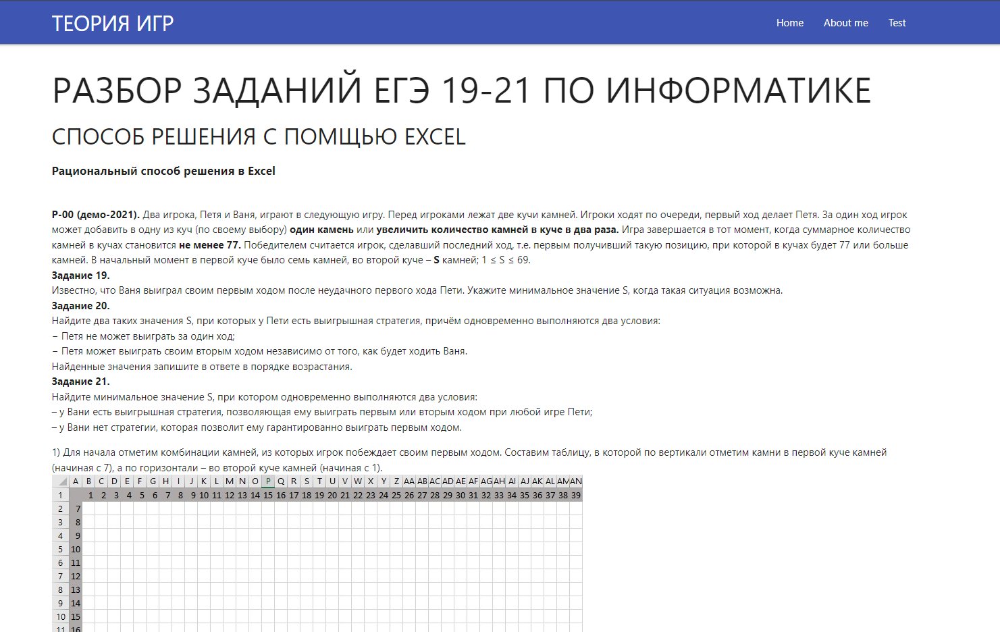 ТЕОРИЯ ИГР
Home About me Test
РАЗБОР ЗАДАНИЙ ЕГЭ 19-21 ПО ИНФОРМАТИКЕ
СПОСОБ РЕШЕНИЯ С ПОМЩЬЮ EXCEL
Рациональный способ решения в Excel
Р-00 (демо-2021). Два игрока, Петя и Ваня, играют в следующую игру. Перед игроками лежат две кучи камней. Игроки ходят по очереди, первый ход делает Петя. За один ход игрок
может добавить в одну из куч (по своему выбору) один камень или увеличить количество камней в куче в два раза. Игра завершается в тот момент, когда суммарное количество
камней в кучах становится не менее 77. Победителем считается игрок, сделавший последний ход, т.е. первым получивший такую позицию, при которой в кучах будет 77 или больше
камней. В начальный момент в первой куче было семь камней, во второй куче – S камней; 1 ≤ S ≤ 69.
Задание 19.
Известно, что Ваня выиграл своим первым ходом после неудачного первого хода Пети. Укажите минимальное значение S, когда такая ситуация возможна.
Задание 20.
Найдите два таких значения S, при которых у Пети есть выигрышная стратегия, причём одновременно выполняются два условия:
− Петя не может выиграть за один ход;
− Петя может выиграть своим вторым ходом независимо от того, как будет ходить Ваня.
Найденные значения запишите в ответе в порядке возрастания.
Задание 21.
Найдите минимальное значение S, при котором одновременно выполняются два условия:
– у Вани есть выигрышная стратегия, позволяющая ему выиграть первым или вторым ходом при любой игре Пети;
– у Вани нет стратегии, которая позволит ему гарантированно выиграть первым ходом.
1) Для начала отметим комбинации камней, из которых игрок побеждает своим первым ходом. Составим таблицу, в которой по вертикали отметим камни в первой куче камней
(начиная с 7), а по горизонтали – во второй куче камней (начиная с 1).
A B C D E F G H I J K L M N O P Q R S T U V W X Y Z AA AB AC AD AE AF AG AH AI AJ AK AL AM AN
1 1 2 3 4 5 6 7 8 9 10 11 12 13 14 15 16 17 18 19 20 21 22 23 24 25 26 27 28 29 30 31 32 33 34 35 36 37 38 39
2 7
3 8
4 9
5 10
6 11
7 12
8 13
9 14
10 15
11 16